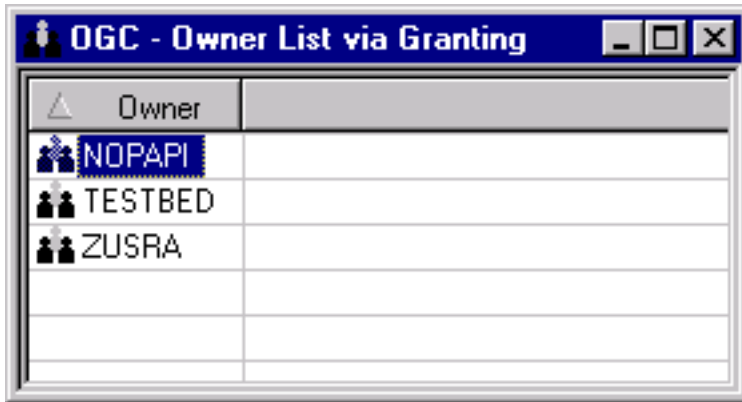 OGC - Owner List via Granting
Owner
NOPAPI
TESTBED
ZUSRA